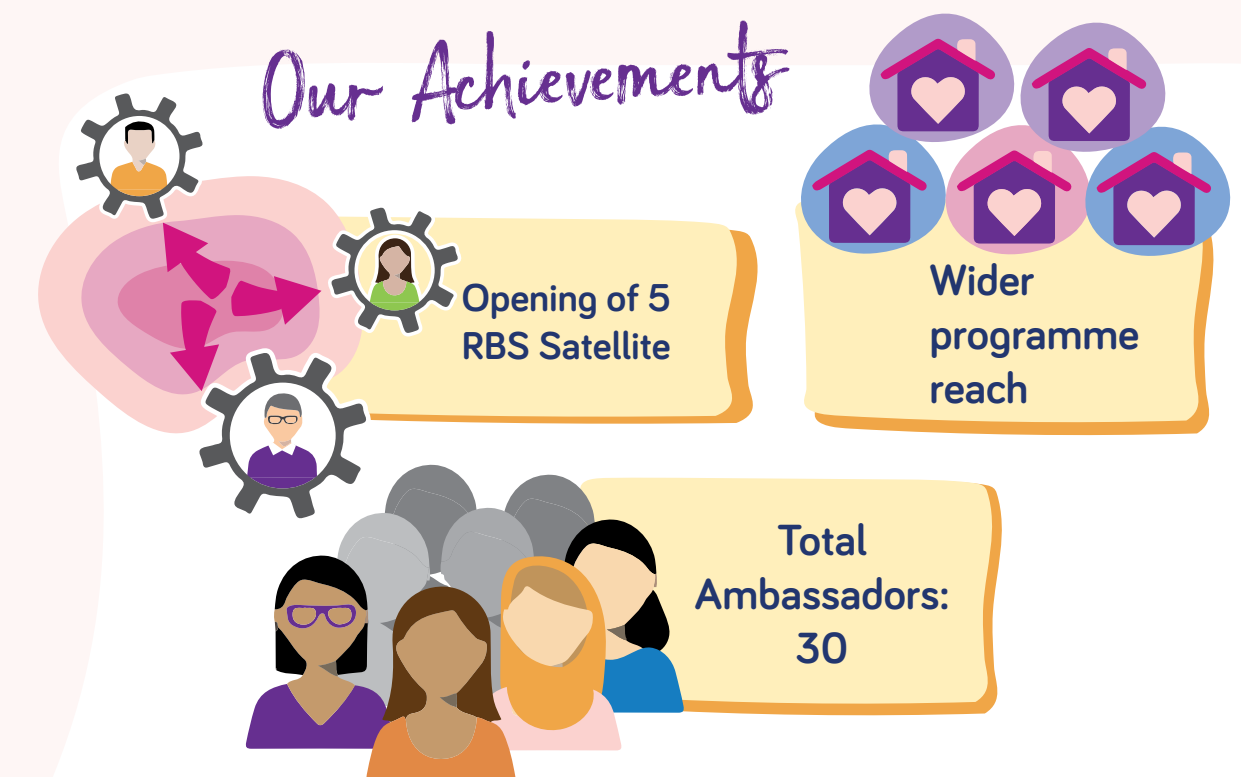 Our Achievements
Opening of 5
RBS Satellite
Wider
programme
reach
Total
Ambassadors:
30